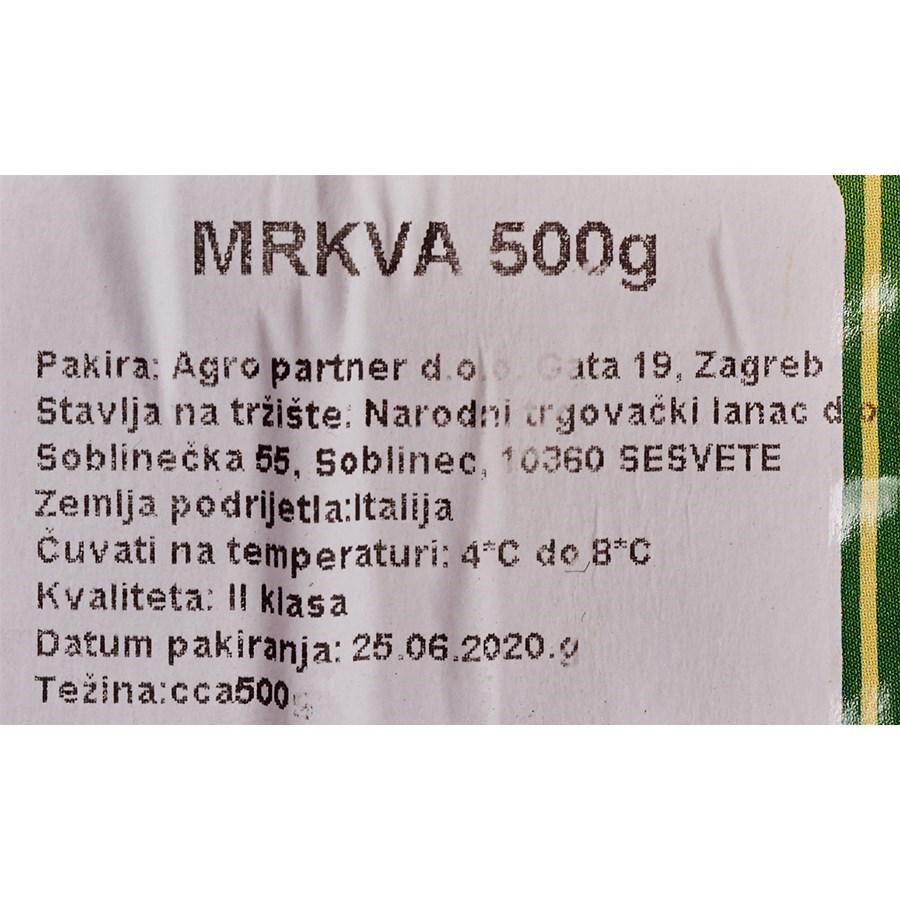 MRKVA 500g
Pakira: Agro partner d.o.o. Gata 19, Zagreb
Stavlja na tržište: Narodni trgovački lanac d o
Soblinečka 55, Soblinec, 10360 SESVETE
Zemlja podrijetla:Italija
Čuvati na temperaturi: 4°C do 8°C
Kvaliteta: II klasa
Datum pakiranja: 25.06.2020.g
Težina:cca500g